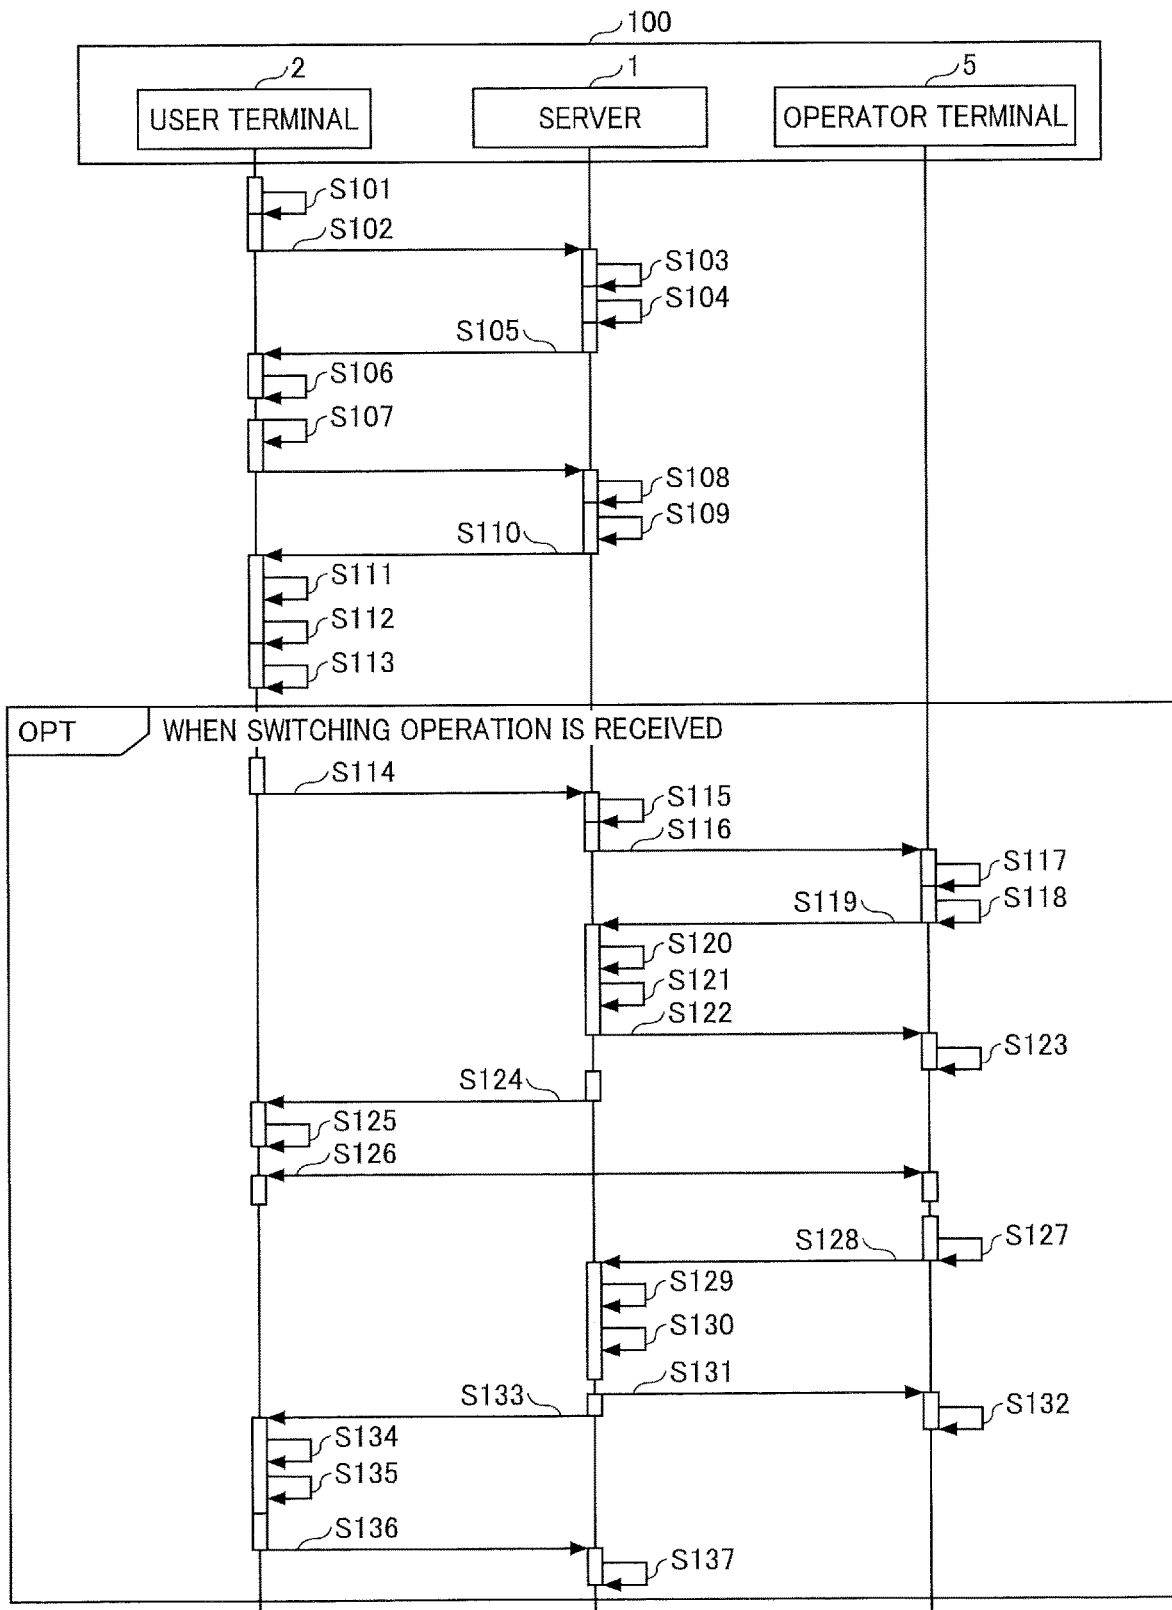 100
2
1
5
USER TERMINAL
SERVER
OPERATOR TERMINAL
S101
S102
S103
S104
S105
S106
S107
S108
S109
S110
S111
S112
S113
OPT
WHEN SWITCHING OPERATION IS RECEIVED
S114
S115
S116
S117
S118
S119
S120
S121
S122
S123
S124
S125
S126
S127
S128
S129
S130
S131
S132
S133
S134
S135
S136
S137